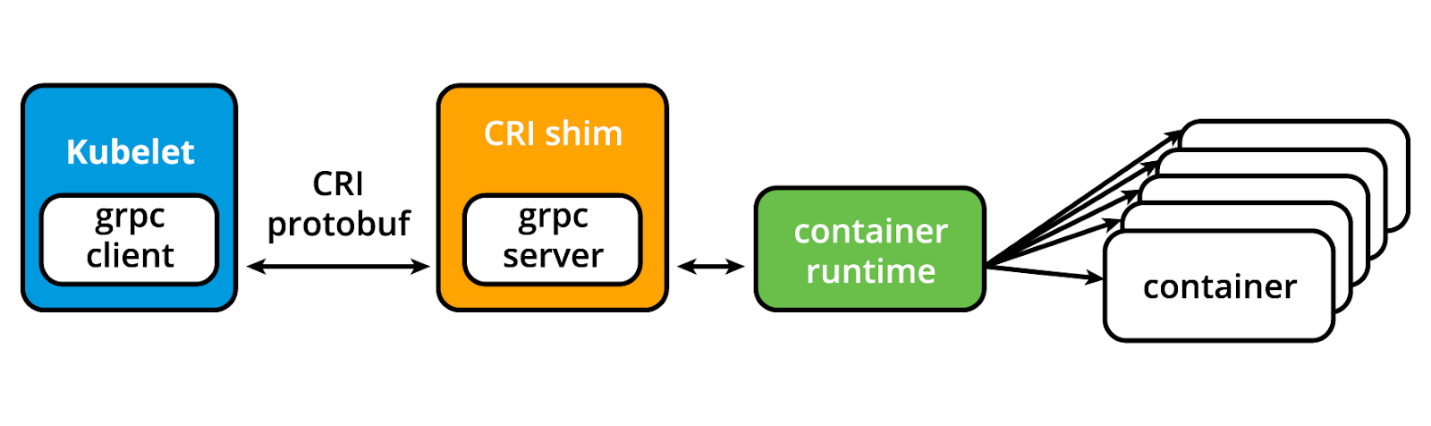 Kubelet
grpc
client
CRI
protobuf
CRI shim
grpc
server
container
runtime
container